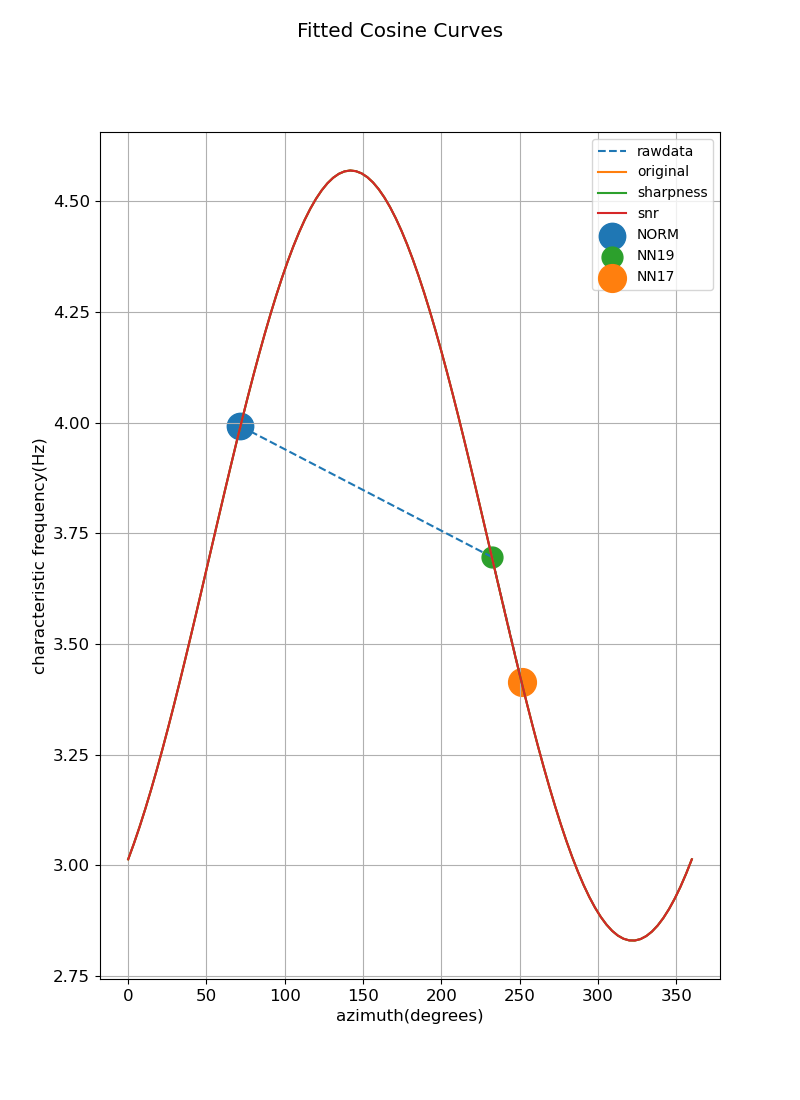 Fitted Cosine Curves
rawdata
original
sharpness
snr
NORM
NN19
NN17
4.50
4.25
4.00
3.75
3.50
3.25
3.00
2.75
characteristic frequency(Hz)
0 50 100 150 200 250 300 350
azimuth(degrees)